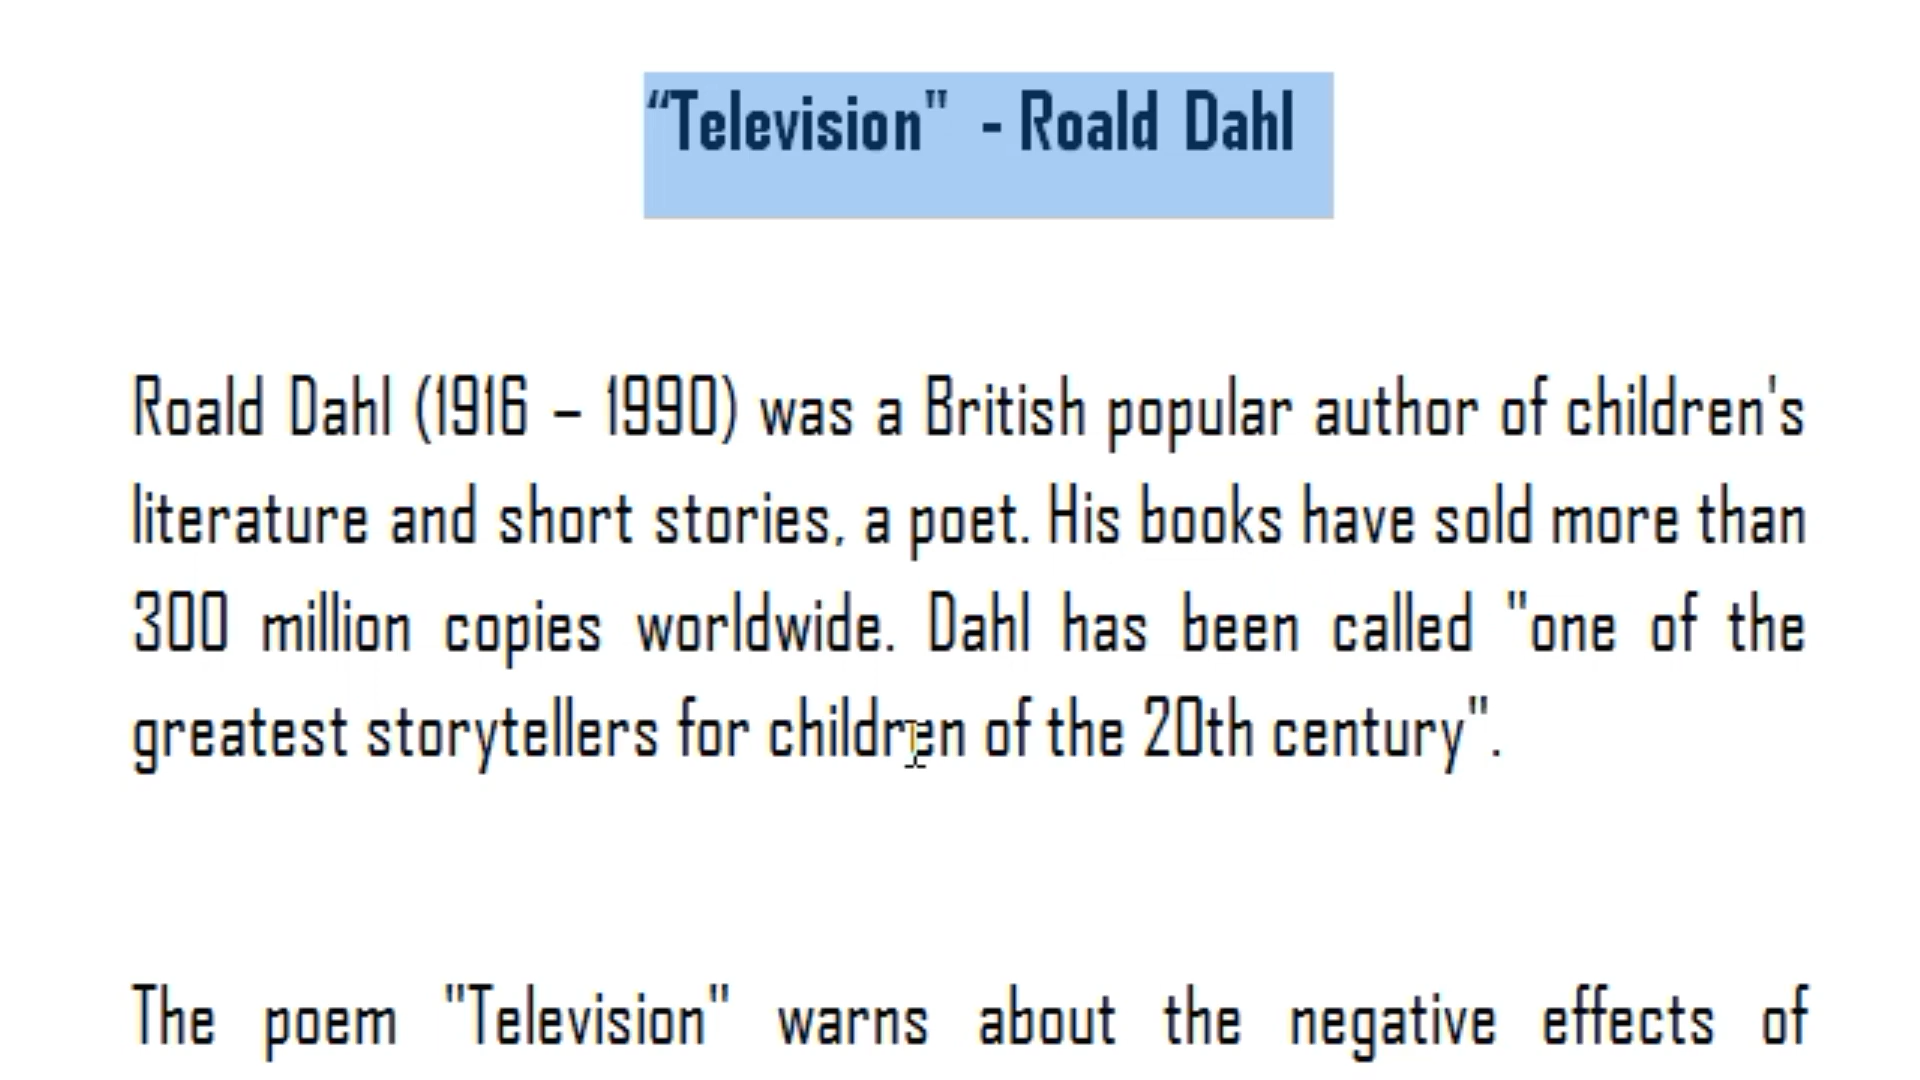 “Television" - Roald Dahl
Roald Dahl (1916 – 1990) was a British popular author of children's
literature and short stories, a poet. His books have sold more than
300 million copies worldwide. Dahl has been called "one of the
greatest storytellers for children of the 20th century".
The poem "Television" warns about the negative effects of